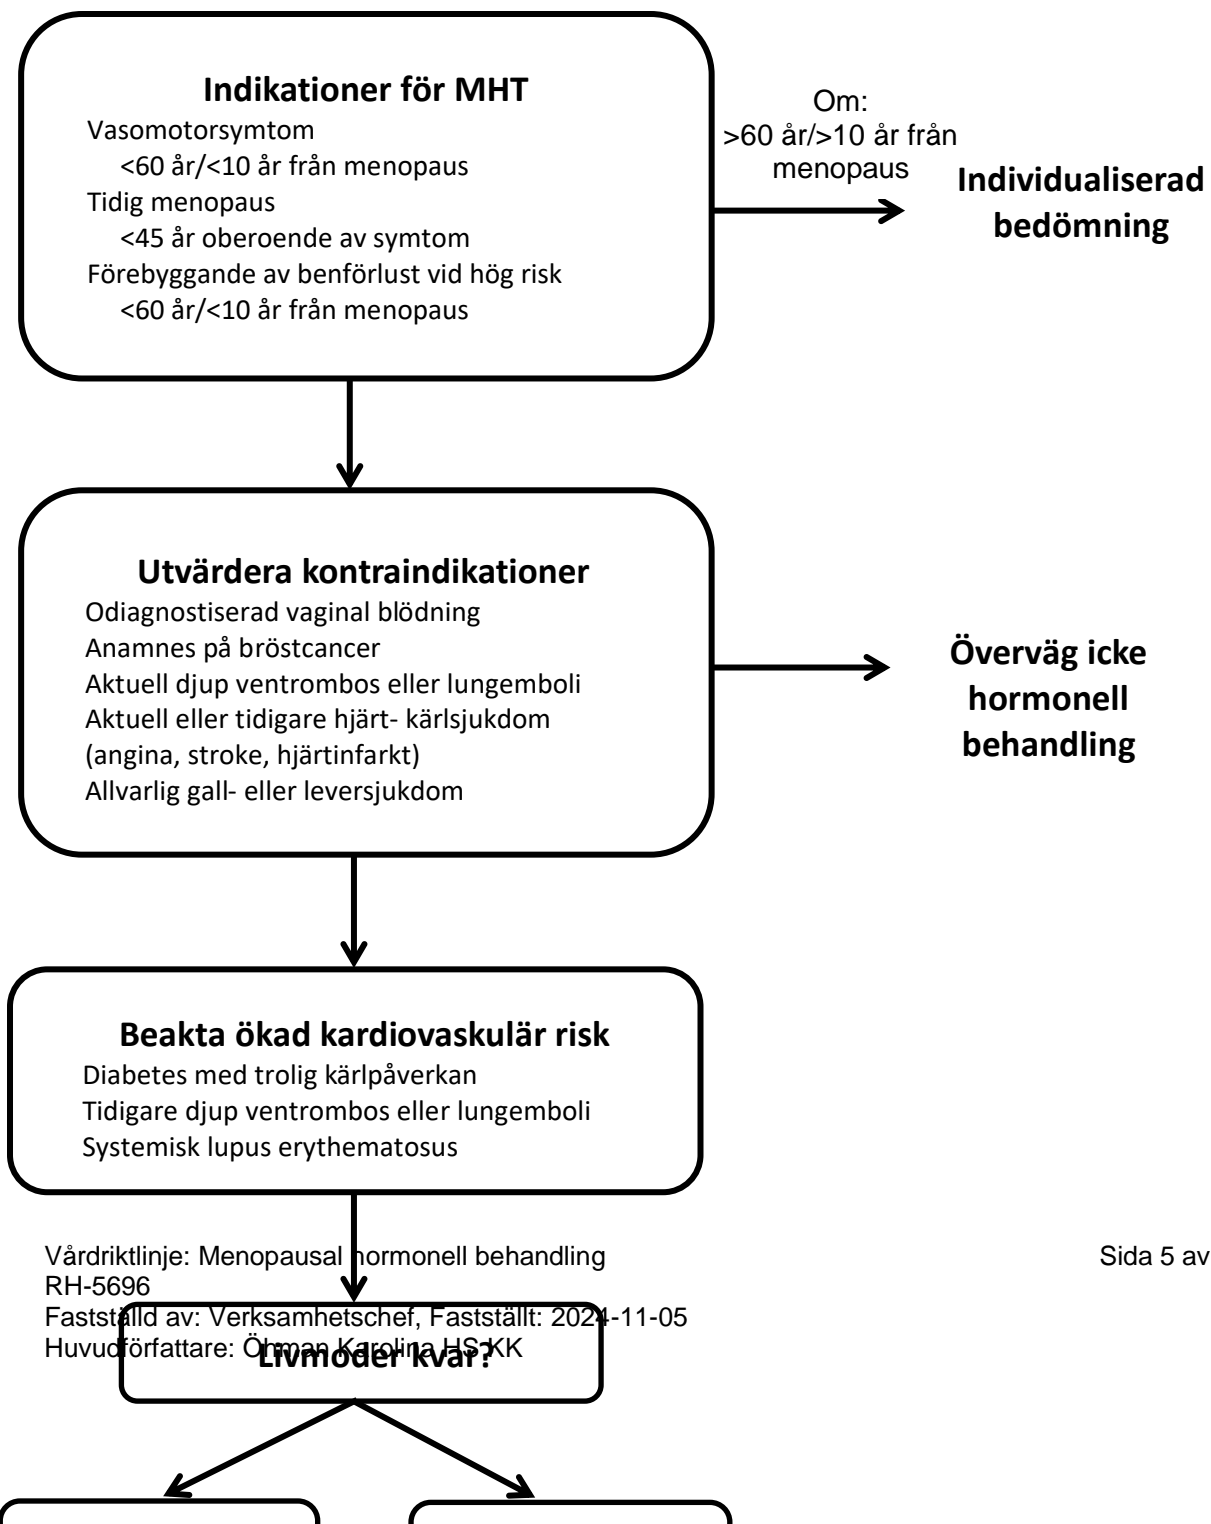 Indikationer för MHT
Vasomotorsymtom
<60 år/<10 år från menopaus
Tidig menopaus
<45 år oberoende av symtom
Förebyggande av benförlust vid hög risk
<60 år/<10 år från menopaus
Om:
>60 år/>10 år från
menopaus
Individualiserad
bedömning
Utvärdera kontraindikationer
Odiagnostiserad vaginal blödning
Anamnes på bröstcancer
Aktuell djup ventrombos eller lungemboli
Aktuell eller tidigare hjärt- kärlsjukdom
(angina, stroke, hjärtinfarkt)
Allvarlig gall- eller leversjukdom
Överväg icke
hormonell
behandling
Beakta ökad kardiovaskulär risk
Diabetes med trolig kärlpåverkan
Tidigare djup ventrombos eller lungemboli
Systemisk lupus erythematosus
Vårdriktlinje: Menopausal hormonell behandling
Sida 5 av
RH-5696
Fastställd av: Verksamhetschef, Fastställt: 2024-11-05
Huvudförfattare: Öhman Karolina HS KK
Livmoder kvar?